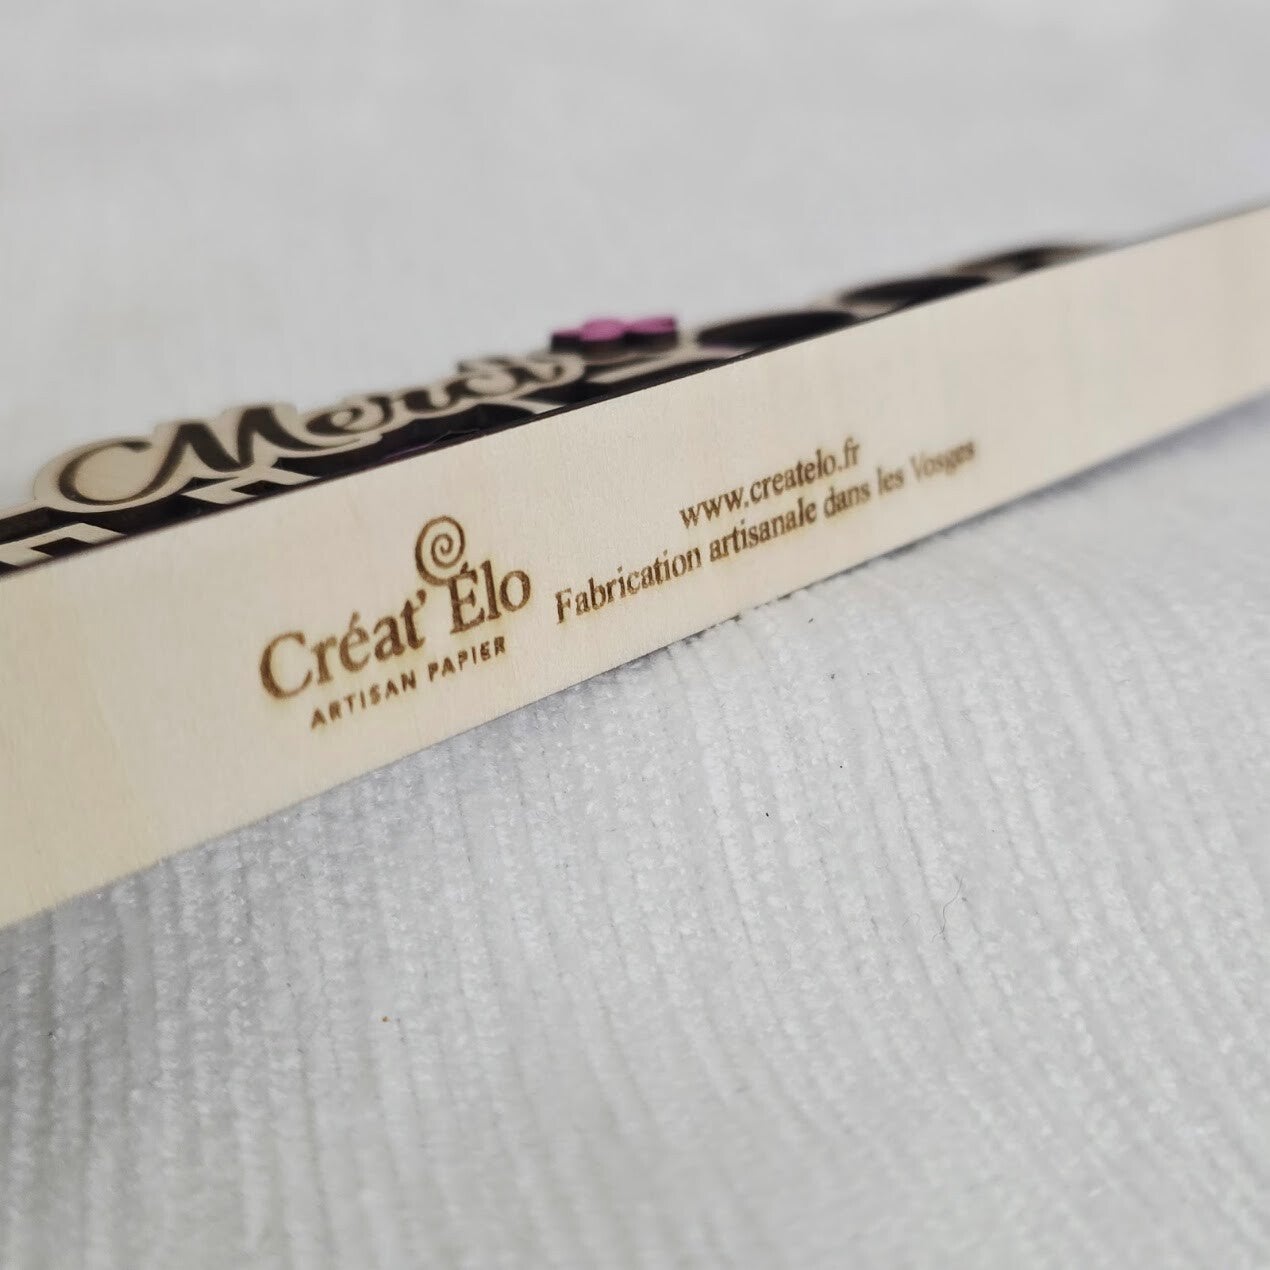 Merci
Créat' Élo
ARTISAN PAPIER
www.createlo.fr
Fabrication artisanale dans les Vosges